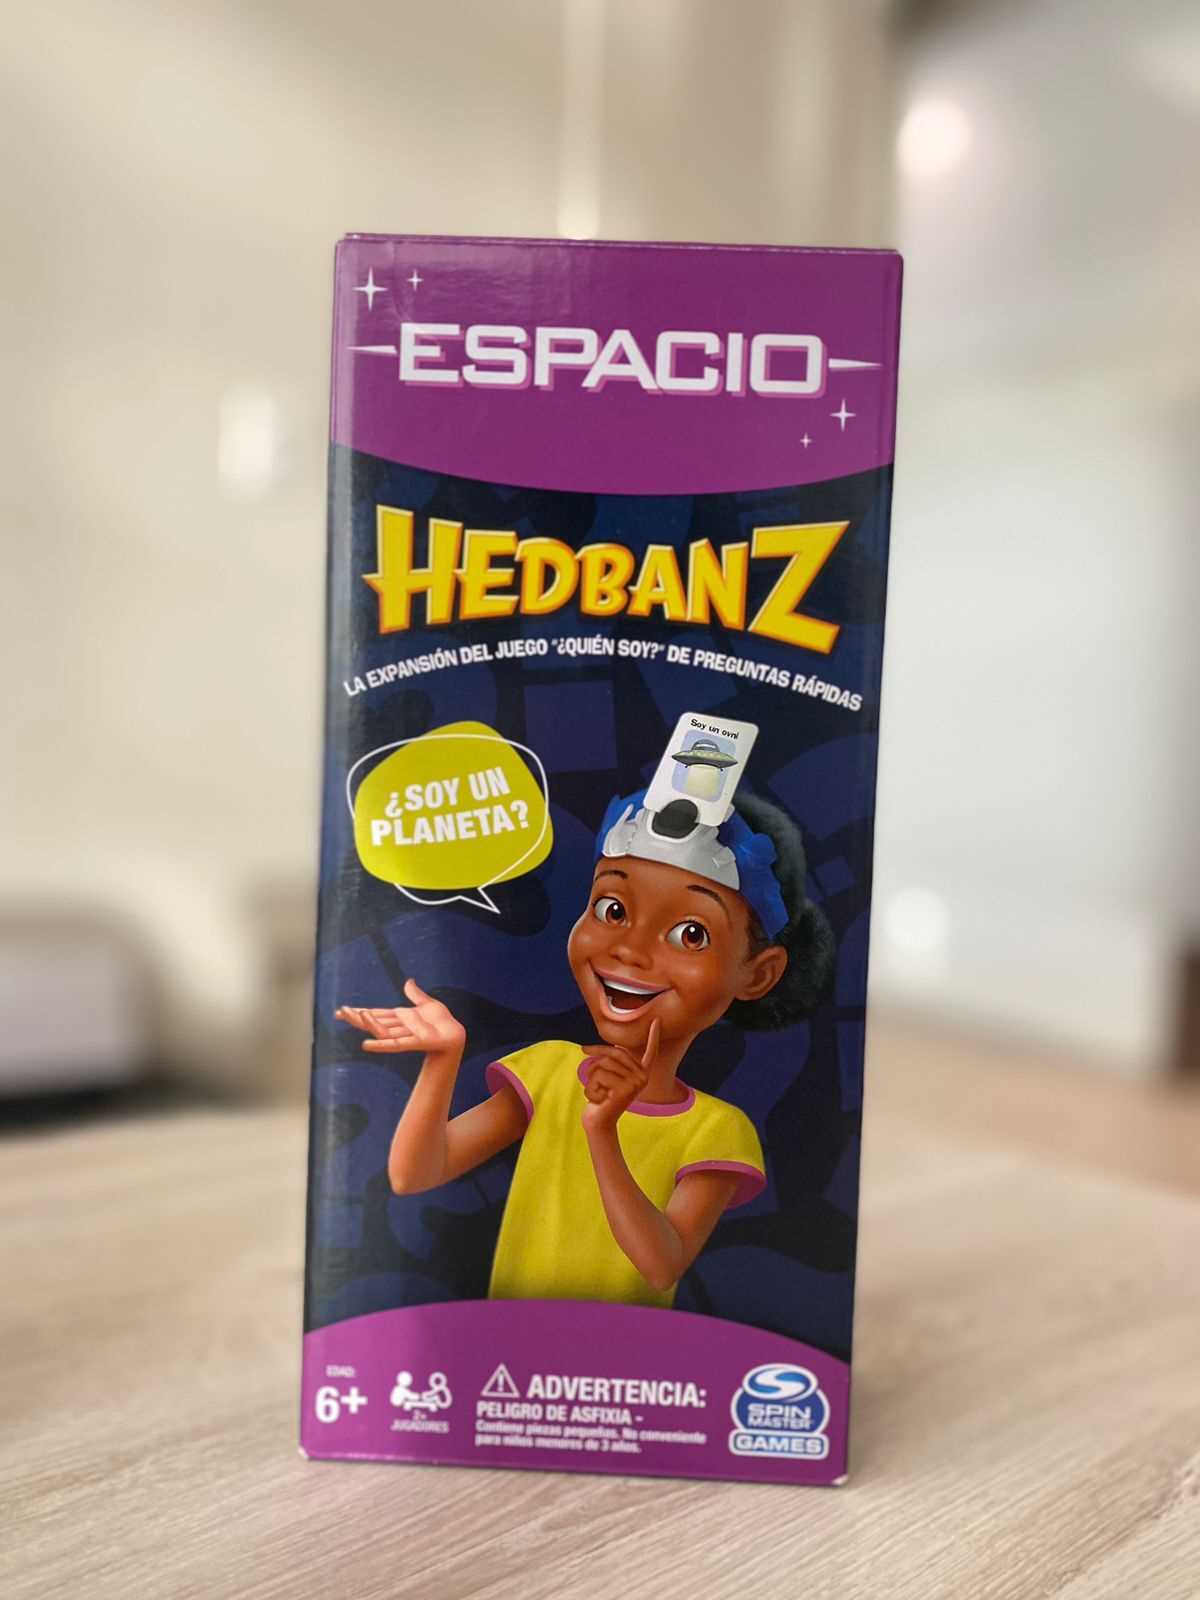 ESPACIO
HEDBANZ
LA EXPANSIÓN DEL JUEGO "¿QUIÉN SOY?" DE PREGUNTAS RÁPIDAS
Soy un ovni
¿SOY UN
PLANETA?
EDAD:
6+
2+
JUGADORES
ADVERTENCIA:
PELIGRO DE ASFIXIA -
Contiene piezas pequeñas. No conveniente
para niños menores de 3 años.
SPIN
MASTER
GAMES